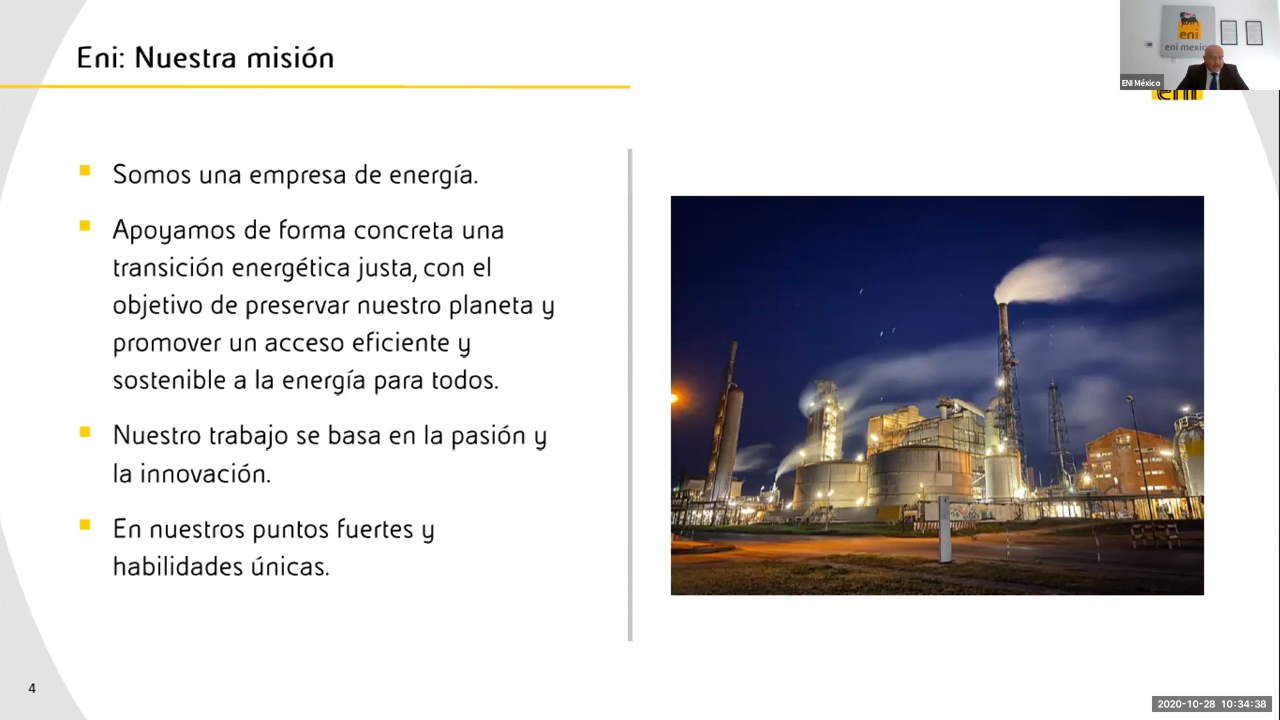 Eni: Nuestra misión
eni
eni mexico
ENI México
eni
Somos una empresa de energía.
Apoyamos de forma concreta una
transición energética justa, con el
objetivo de preservar nuestro planeta y
promover un acceso eficiente y
sostenible a la energía para todos.
Nuestro trabajo se basa en la pasión y
la innovación.
En nuestros puntos fuertes y
habilidades únicas.
4
2020-10-28 10:34:38